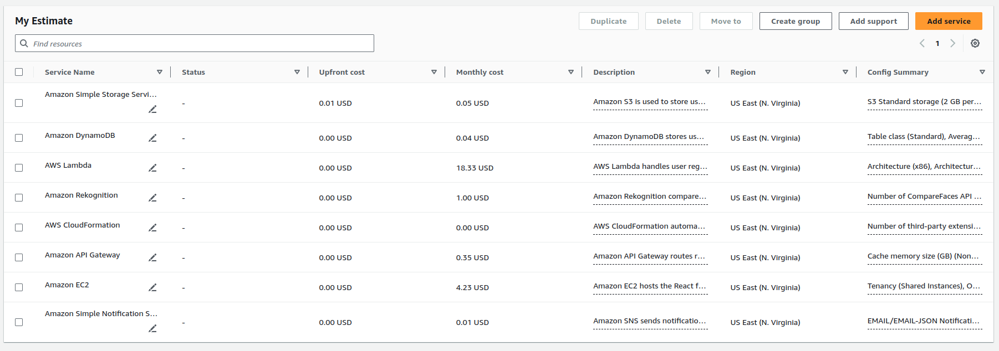 My Estimate
Duplicate Delete Move to Create group Add support Add service
Find resources
1
Service Name Status Upfront cost Monthly cost Description Region Config Summary
Amazon Simple Storage Servi... - 0.01 USD 0.05 USD Amazon S3 is used to store us... US East (N. Virginia) S3 Standard storage (2 GB per...
Amazon DynamoDB - 0.00 USD 0.04 USD Amazon DynamoDB stores us... US East (N. Virginia) Table class (Standard), Averag...
AWS Lambda - 0.00 USD 18.33 USD AWS Lambda handles user reg... US East (N. Virginia) Architecture (x86), Architectur...
Amazon Rekognition - 0.00 USD 1.00 USD Amazon Rekognition compare... US East (N. Virginia) Number of CompareFaces API ...
AWS CloudFormation - 0.00 USD 0.00 USD AWS CloudFormation automa... US East (N. Virginia) Number of third-party extensi...
Amazon API Gateway - 0.00 USD 0.35 USD Amazon API Gateway routes r... US East (N. Virginia) Cache memory size (GB) (Non...
Amazon EC2 - 0.00 USD 4.23 USD Amazon EC2 hosts the React f... US East (N. Virginia) Tenancy (Shared Instances), O...
Amazon Simple Notification S... - 0.00 USD 0.01 USD Amazon SNS sends notificatio... US East (N. Virginia) EMAIL/EMAIL-JSON Notificati...